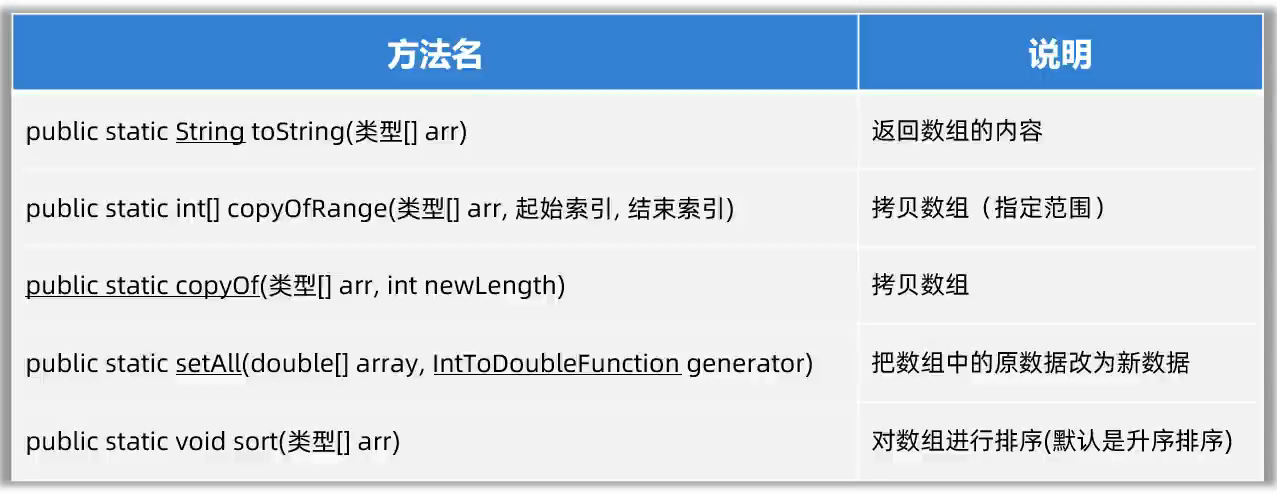 方法名 说明
public static String toString(类型[] arr) 返回数组的内容
public static int[] copyOfRange(类型[] arr, 起始索引, 结束索引) 拷贝数组（指定范围）
public static copyOf(类型[] arr, int newLength) 拷贝数组
public static setAll(double[] array, IntToDoubleFunction generator) 把数组中的原数据改为新数据
public static void sort(类型[] arr) 对数组进行排序(默认是升序排序)